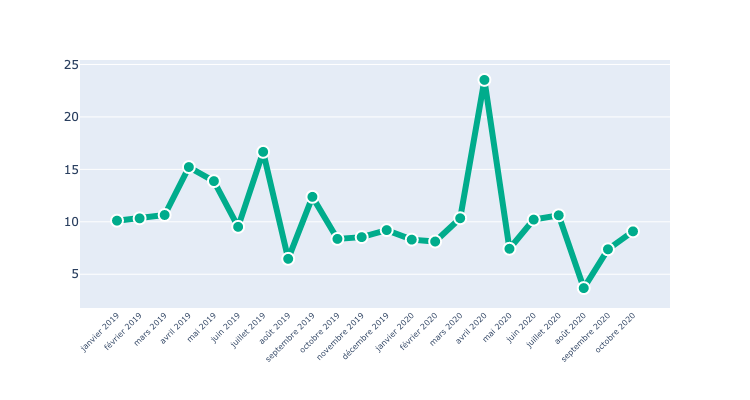 25
20
15
10
5
janvier 2019
février 2019
mars 2019
avril 2019
mai 2019
juin 2019
juillet 2019
août 2019
septembre 2019
octobre 2019
novembre 2019
décembre 2019
janvier 2020
février 2020
mars 2020
avril 2020
mai 2020
juin 2020
juillet 2020
août 2020
septembre 2020
octobre 2020